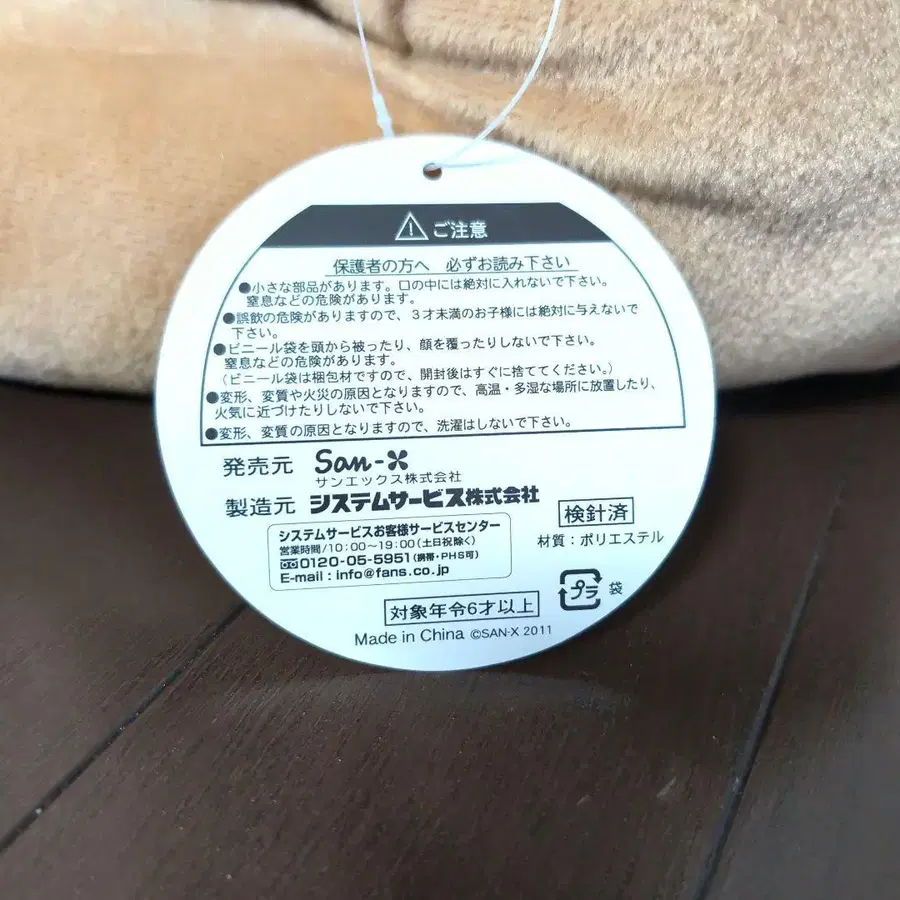 ご注意
保護者の方へ 必ずお読み下さい
●小さな部品があります。口の中には絶対に入れないで下さい。
窒息などの危険があります。
●誤飲の危険がありますので、3才未満のお子様には絶対に与えないで
下さい。
●ビニール袋を頭から被ったり、顔を覆ったりしないで下さい。
窒息などの危険があります。
(ビニール袋は梱包材ですので、開封後はすぐに捨ててください。)
●変形、変質や火災の原因となりますので、高温・多湿な場所に放置したり、
火気に近づけたりしないで下さい。
●変形、変質の原因となりますので、洗濯はしないで下さい。
発売元 San-X
サンエックス株式会社
製造元 システムサービス株式会社
システムサービスお客様サービスセンター
営業時間/10:00〜19:00(土日祝除く)
0120-05-5951(携帯・PHS可)
E-mail : info@fans.co.jp
検針済
材質:ポリエステル
プラ 袋
対象年令6才以上
Made in China ©SAN-X 2011